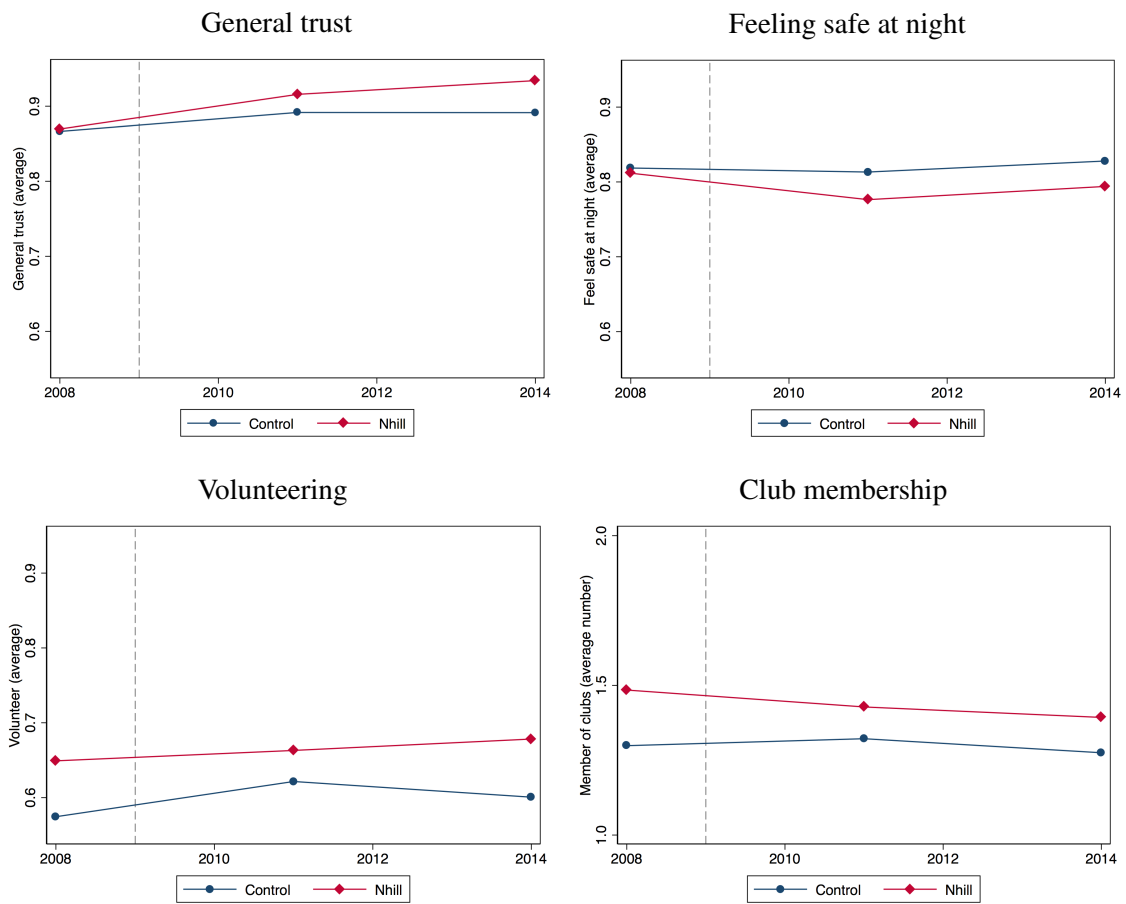 General trust
General trust (average)
0.9
0.8
0.7
0.6
2008
2010
2012
2014
Control
Nhill
Feeling safe at night
Feel safe at night (average)
0.9
0.8
0.7
0.6
2008
2010
2012
2014
Control
Nhill
Volunteering
Volunteer (average)
0.9
0.8
0.7
0.6
2008
2010
2012
2014
Control
Nhill
Club membership
Member of clubs (average number)
2.0
1.5
1.0
2008
2010
2012
2014
Control
Nhill